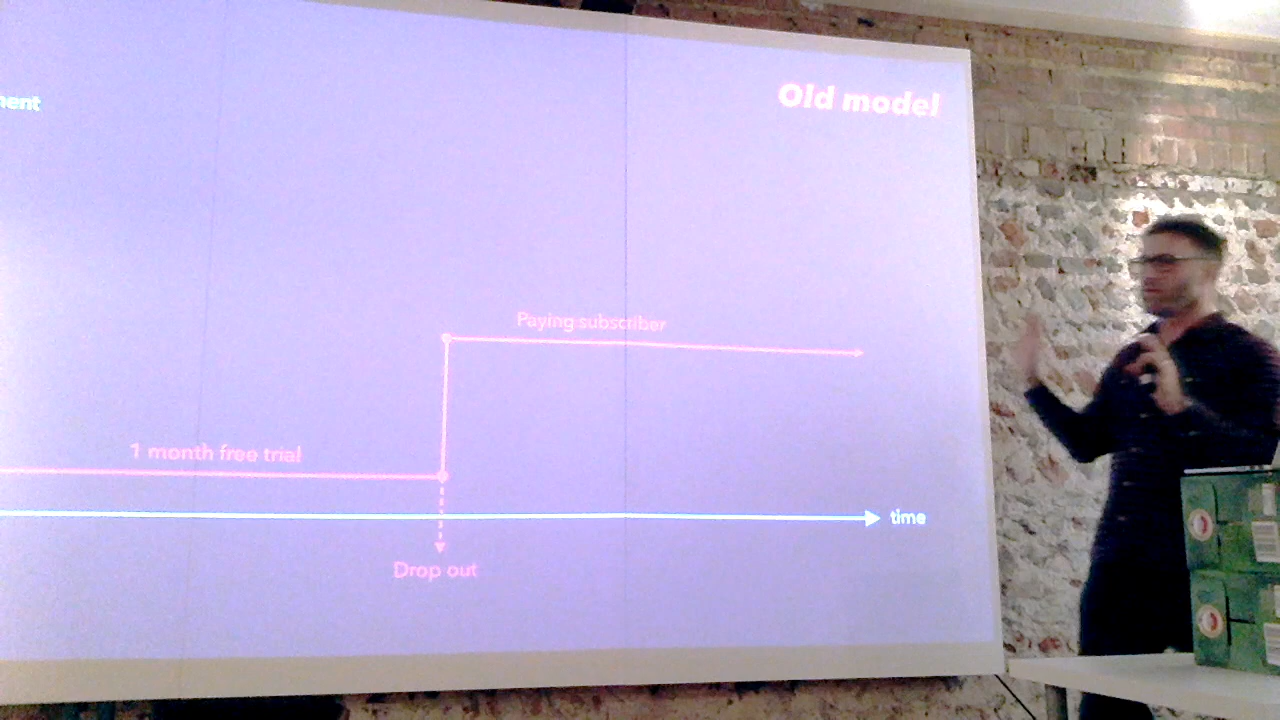 Old model
Paying subscriber
1 month free trial
time
Drop out